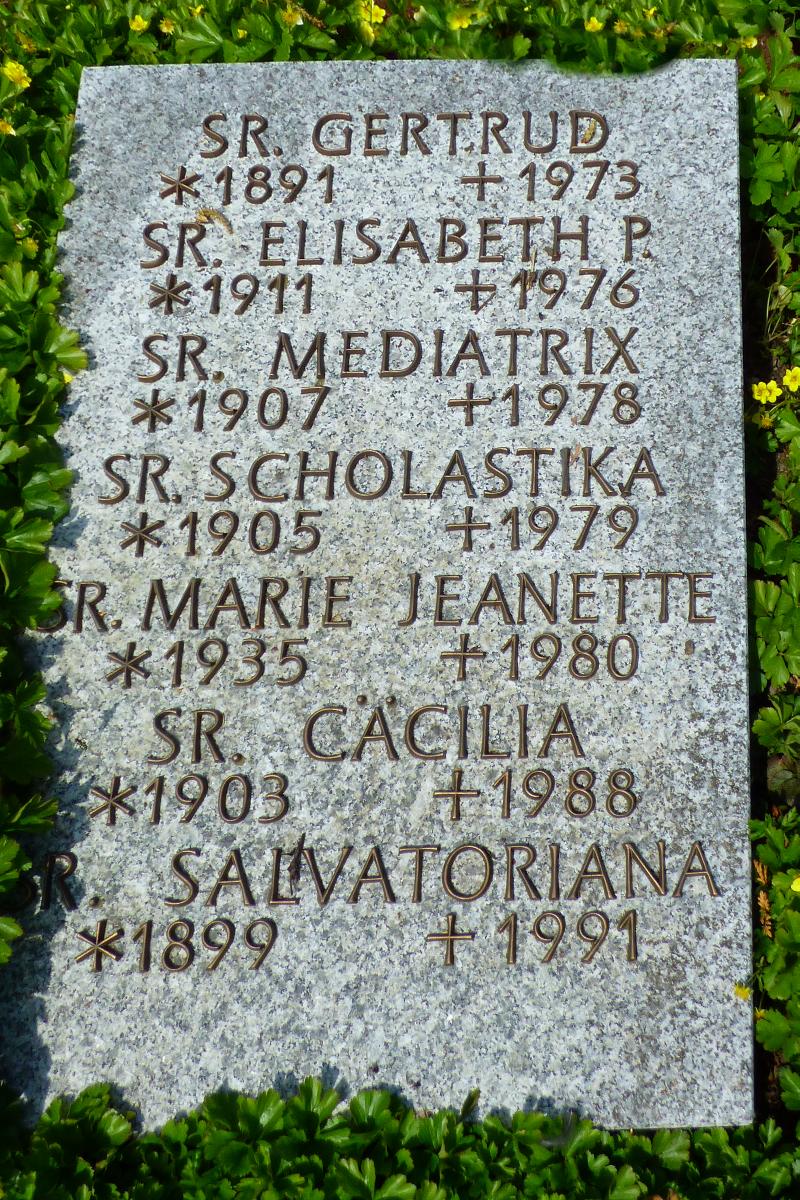 SR. GERTRUD
*1891 +1973
SR. ELISABETH P.
*1911 +1976
SR. MEDIATRIX
*1907 +1978
SR. SCHOLASTIKA
*1905 +1979
SR. MARIE JEANETTE
*1935 +1980
SR. CÄCILIA
*1903 +1988
SR. SALVATORIANA
*1899 +1991